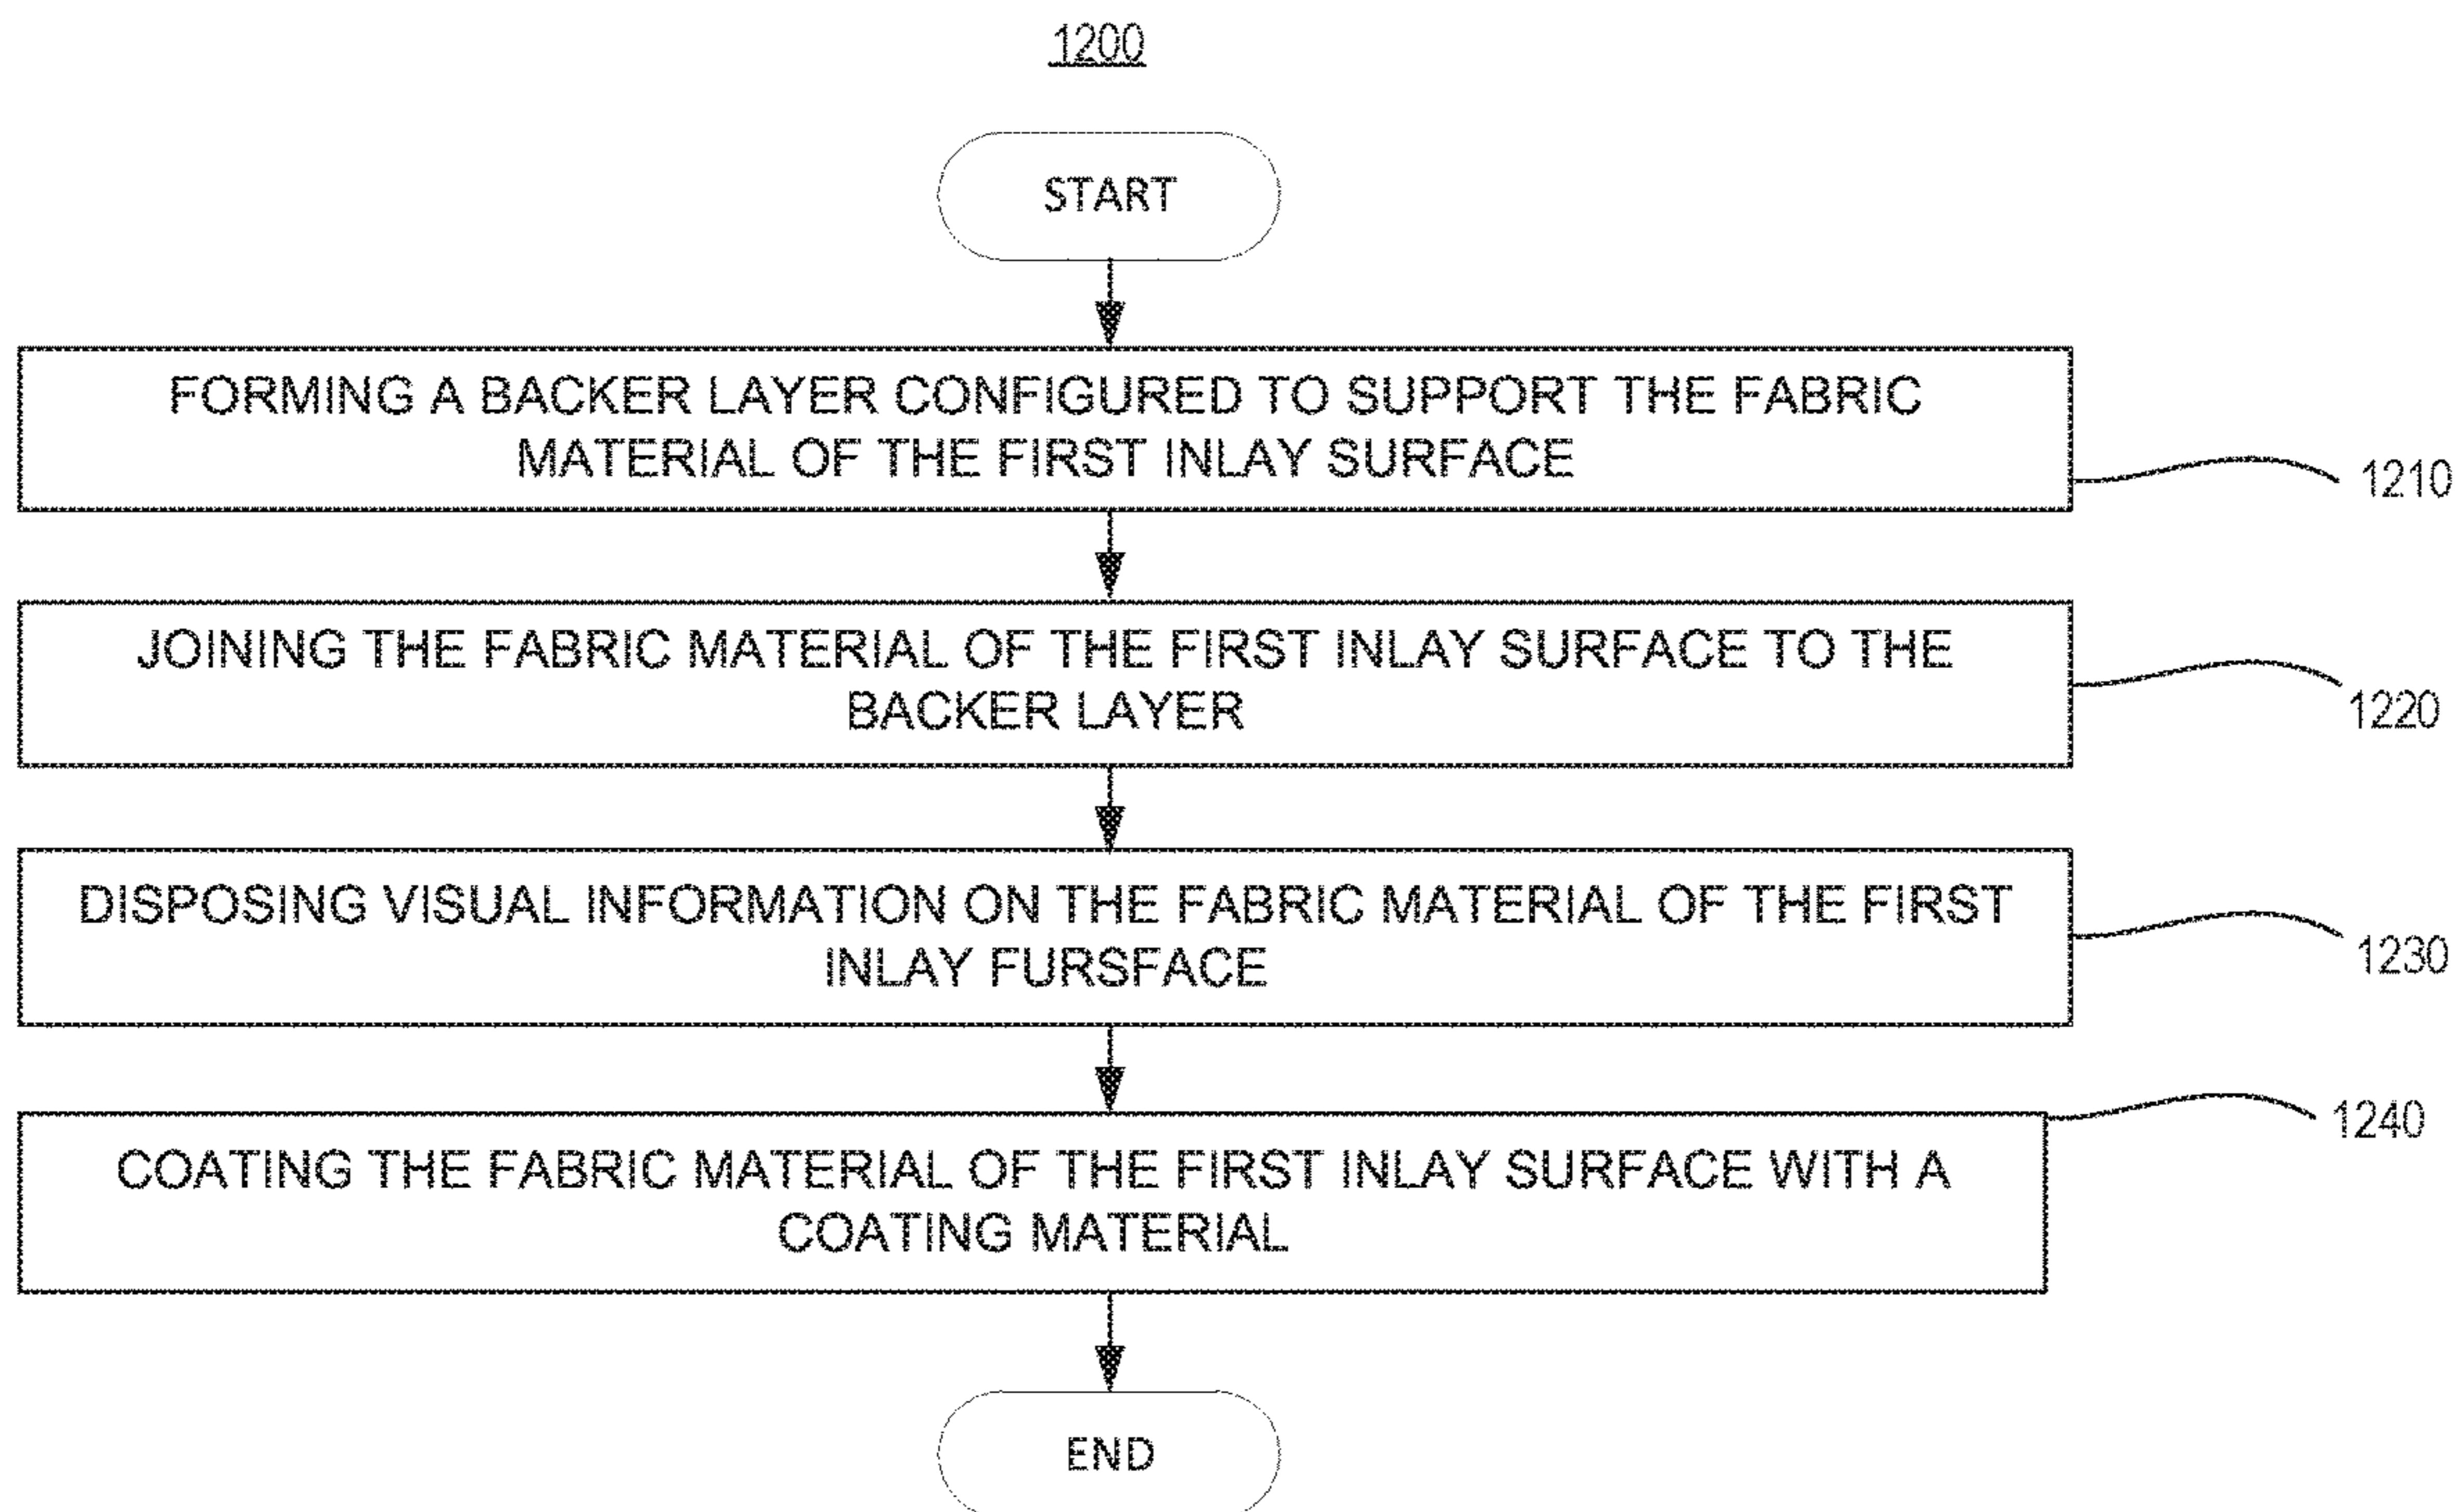 1200
START
FORMING A BACKER LAYER CONFIGURED TO SUPPORT THE FABRIC
MATERIAL OF THE FIRST INLAY SURFACE
1210
JOINING THE FABRIC MATERIAL OF THE FIRST INLAY SURFACE TO THE
BACKER LAYER
1220
DISPOSING VISUAL INFORMATION ON THE FABRIC MATERIAL OF THE FIRST
INLAY FURSFACE
1230
COATING THE FABRIC MATERIAL OF THE FIRST INLAY SURFACE WITH A
COATING MATERIAL
1240
END